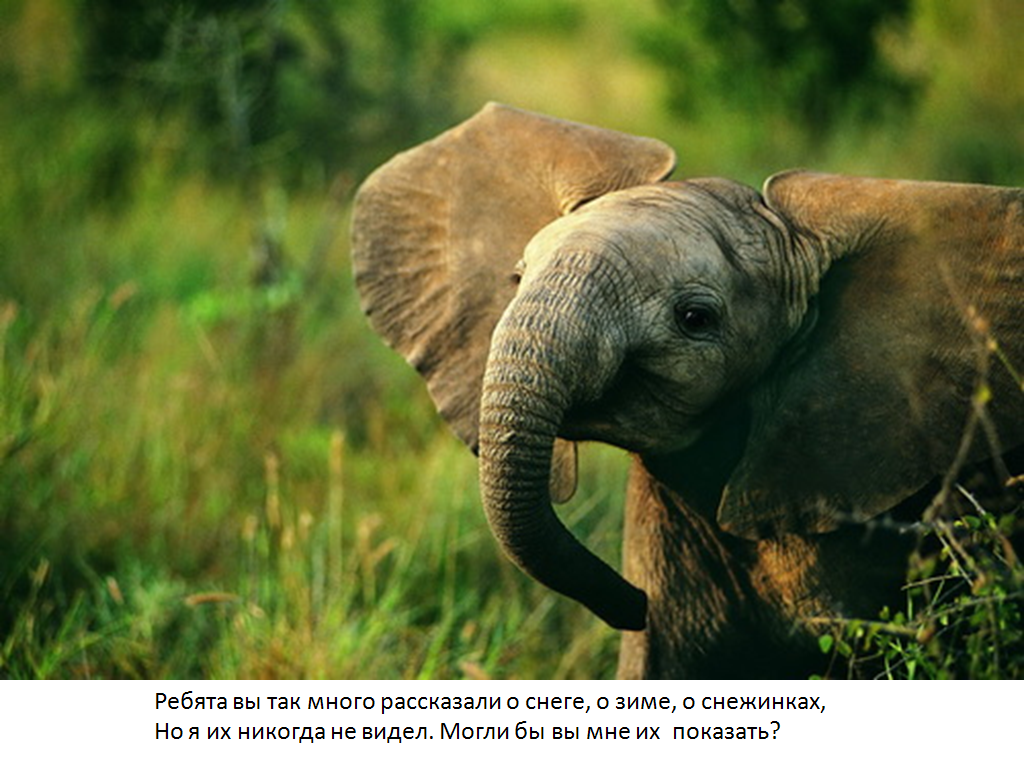 Ребята вы так много рассказали о снеге, о зиме, о снежинках,
Но я их никогда не видел. Могли бы вы мне их  показать?